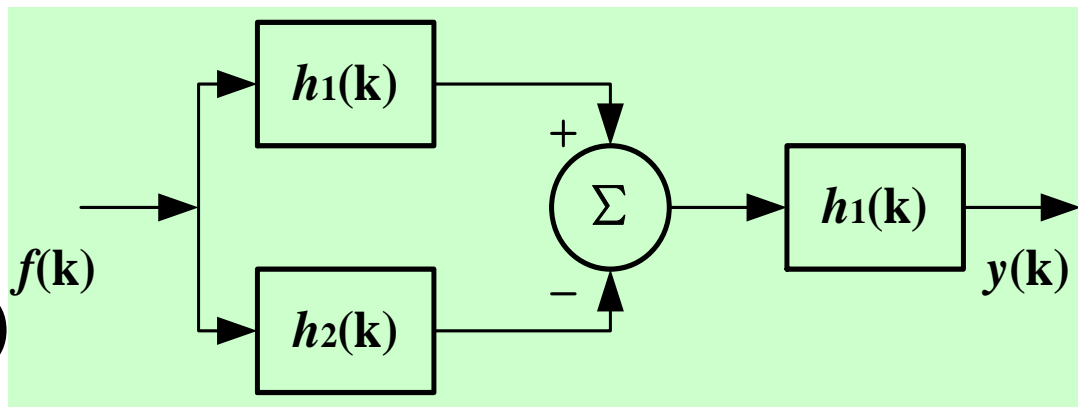 h1(k)
+
Σ
h1(k)
f(k)
y(k)
−
)
h2(k)